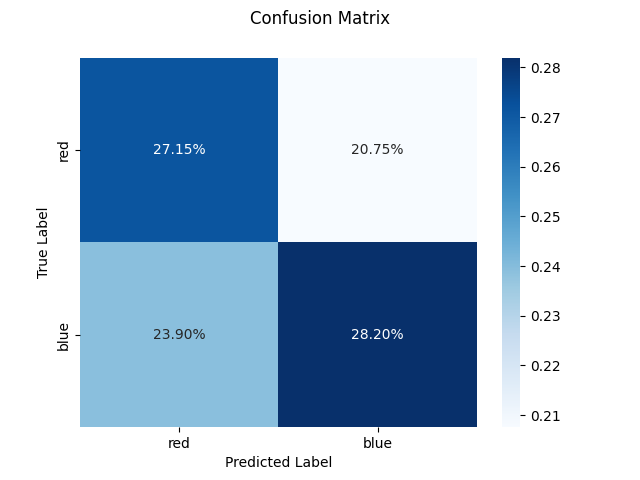 Confusion Matrix
True Label
red
blue
27.15%
20.75%
23.90%
28.20%
red
blue
Predicted Label
0.28
0.27
0.26
0.25
0.24
0.23
0.22
0.21